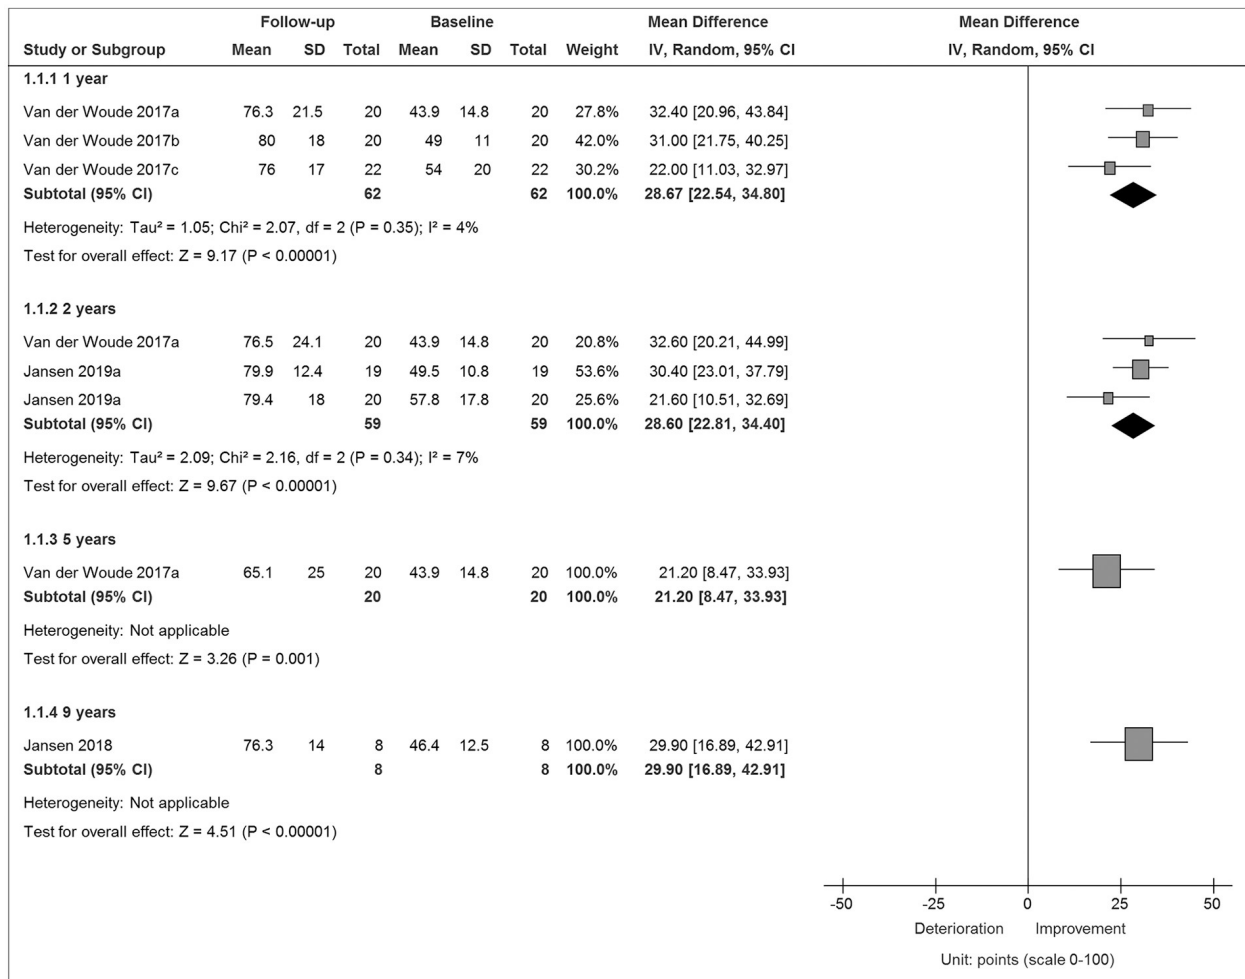 Follow-up Baseline Mean Difference Mean Difference
Study or Subgroup Mean SD Total Mean SD Total Weight IV, Random, 95% CI IV, Random, 95% CI
1.1.1 1 year
Van der Woude 2017a 76.3 21.5 20 43.9 14.8 20 27.8% 32.40 [20.96, 43.84]
Van der Woude 2017b 80 18 20 49 11 20 42.0% 31.00 [21.75, 40.25]
Van der Woude 2017c 76 17 22 54 20 22 30.2% 22.00 [11.03, 32.97]
Subtotal (95% CI) 62 62 100.0% 28.67 [22.54, 34.80]
Heterogeneity: Tau² = 1.05; Chi² = 2.07, df = 2 (P = 0.35); I² = 4%
Test for overall effect: Z = 9.17 (P < 0.00001)
1.1.2 2 years
Van der Woude 2017a 76.5 24.1 20 43.9 14.8 20 20.8% 32.60 [20.21, 44.99]
Jansen 2019a 79.9 12.4 19 49.5 10.8 19 53.6% 30.40 [23.01, 37.79]
Jansen 2019a 79.4 18 20 57.8 17.8 20 25.6% 21.60 [10.51, 32.69]
Subtotal (95% CI) 59 59 100.0% 28.60 [22.81, 34.40]
Heterogeneity: Tau² = 2.09; Chi² = 2.16, df = 2 (P = 0.34); I² = 7%
Test for overall effect: Z = 9.67 (P < 0.00001)
1.1.3 5 years
Van der Woude 2017a 65.1 25 20 43.9 14.8 20 100.0% 21.20 [8.47, 33.93]
Subtotal (95% CI) 20 20 100.0% 21.20 [8.47, 33.93]
Heterogeneity: Not applicable
Test for overall effect: Z = 3.26 (P = 0.001)
1.1.4 9 years
Jansen 2018 76.3 14 8 46.4 12.5 8 100.0% 29.90 [16.89, 42.91]
Subtotal (95% CI) 8 8 100.0% 29.90 [16.89, 42.91]
Heterogeneity: Not applicable
Test for overall effect: Z = 4.51 (P < 0.00001)
-50 -25 0 25 50
Deterioration Improvement
Unit: points (scale 0-100)